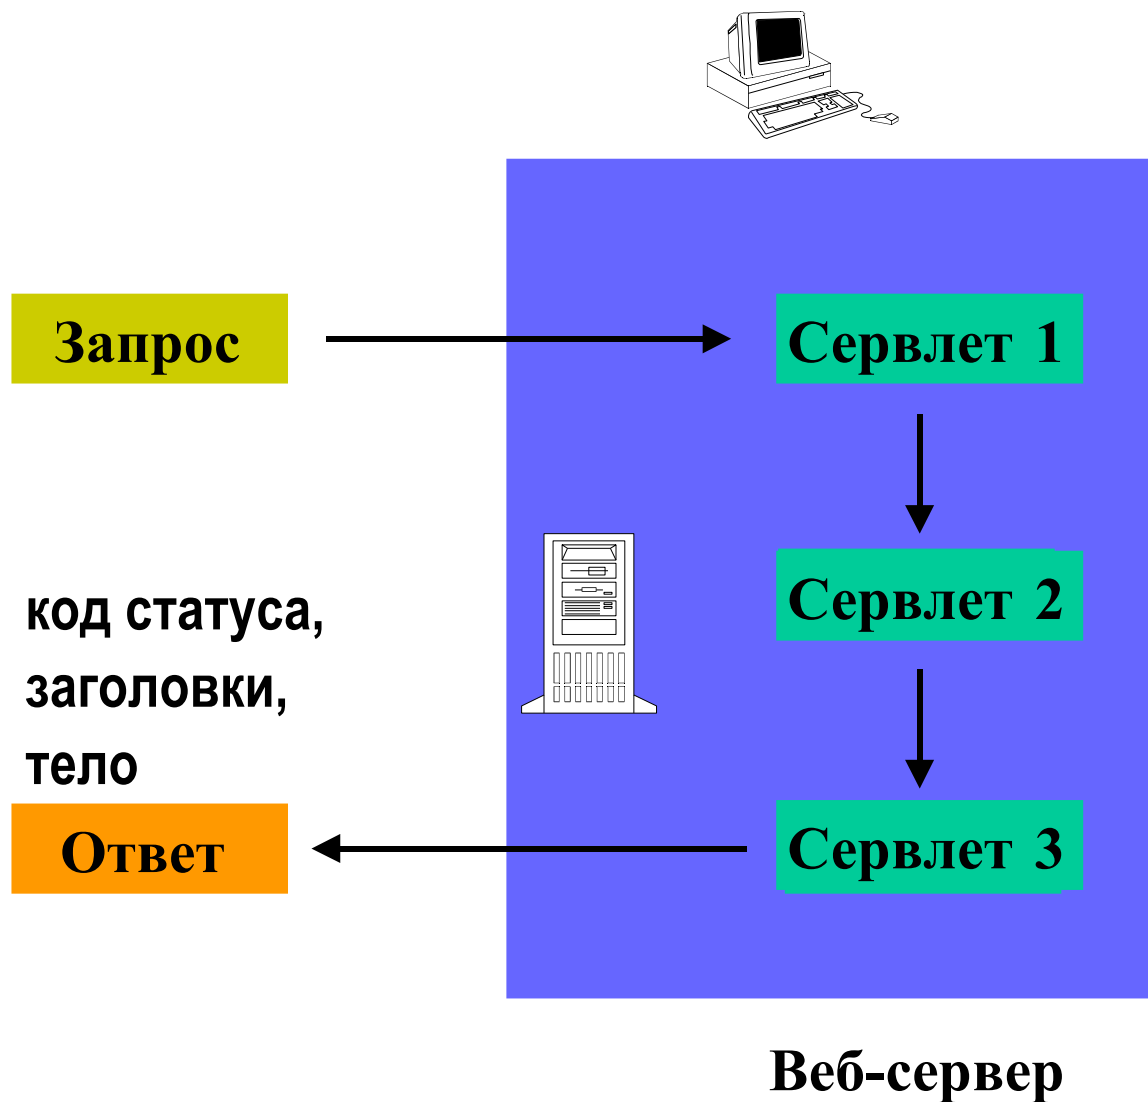 Запрос
Сервлет 1
Сервлет 2
код статуса,
заголовки,
тело
Ответ
Сервлет 3
Веб-сервер